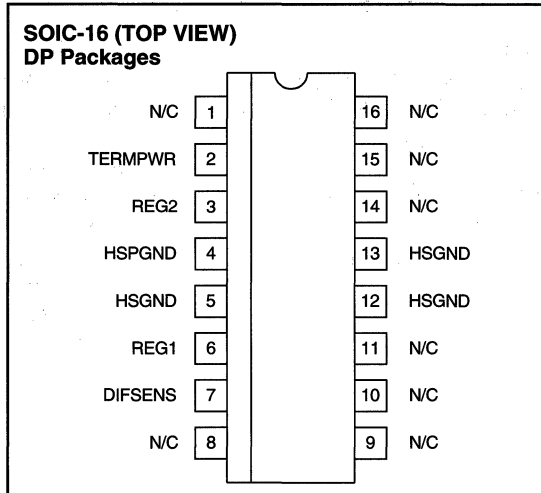 SOIC-16 (TOP VIEW)
DP Packages
N/C 1 16 N/C
TERMPWR 2 15 N/C
REG2 3 14 N/C
HSPGND 4 13 HSGND
HSGND 5 12 HSGND
REG1 6 11 N/C
DIFSENS 7 10 N/C
N/C 8 9 N/C